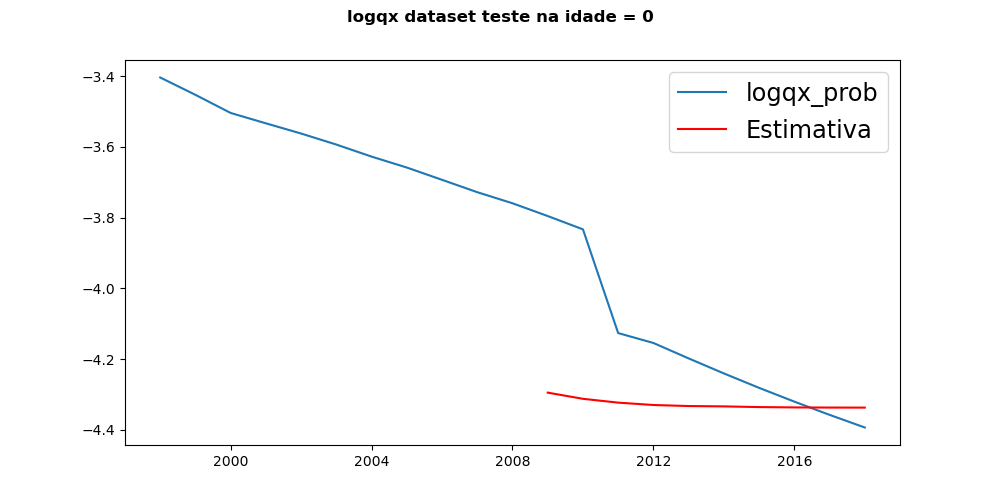 logqx dataset teste na idade = 0
logqx_prob
Estimativa
−3.4
−3.6
−3.8
−4.0
−4.2
−4.4
2000 2004 2008 2012 2016